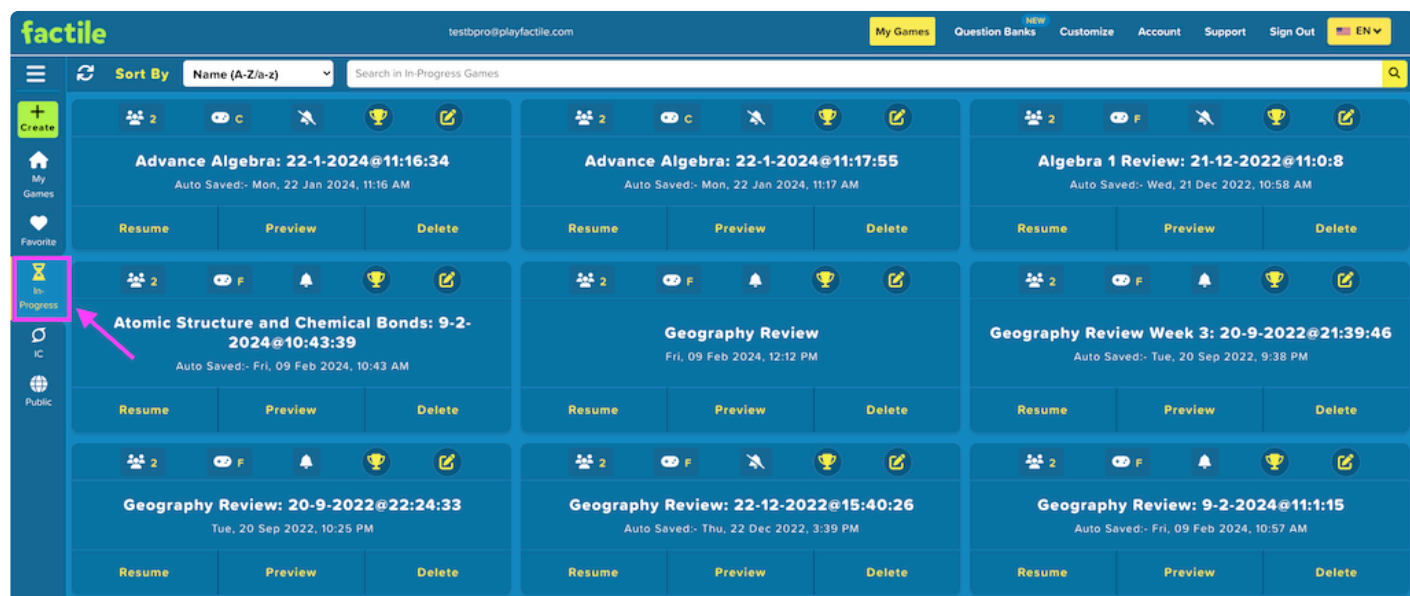 factile
testbpro@playfactile.com
My Games
Question Banks
NEW
Customize
Account
Support
Sign Out
EN
Sort By
Name (A-Z/a-z)
Search in In-Progress Games
+
Create
My
Games
Favorite
In-
Progress
IC
Public
2 C
Advance Algebra: 22-1-2024@11:16:34
Auto Saved:- Mon, 22 Jan 2024, 11:16 AM
Resume Preview Delete
2 C
Advance Algebra: 22-1-2024@11:17:55
Auto Saved:- Mon, 22 Jan 2024, 11:17 AM
Resume Preview Delete
2 F
Algebra 1 Review: 21-12-2022@11:0:8
Auto Saved:- Wed, 21 Dec 2022, 10:58 AM
Resume Preview Delete
2 F
Atomic Structure and Chemical Bonds: 9-2-
2024@10:43:39
Auto Saved:- Fri, 09 Feb 2024, 10:43 AM
Resume Preview Delete
2 F
Geography Review
Fri, 09 Feb 2024, 12:12 PM
Resume Preview Delete
2 F
Geography Review Week 3: 20-9-2022@21:39:46
Auto Saved:- Tue, 20 Sep 2022, 9:38 PM
Resume Preview Delete
2 F
Geography Review: 20-9-2022@22:24:33
Tue, 20 Sep 2022, 10:25 PM
Resume Preview Delete
2 F
Geography Review: 22-12-2022@15:40:26
Auto Saved:- Thu, 22 Dec 2022, 3:39 PM
Resume Preview Delete
2 F
Geography Review: 9-2-2024@11:1:15
Auto Saved:- Fri, 09 Feb 2024, 10:57 AM
Resume Preview Delete